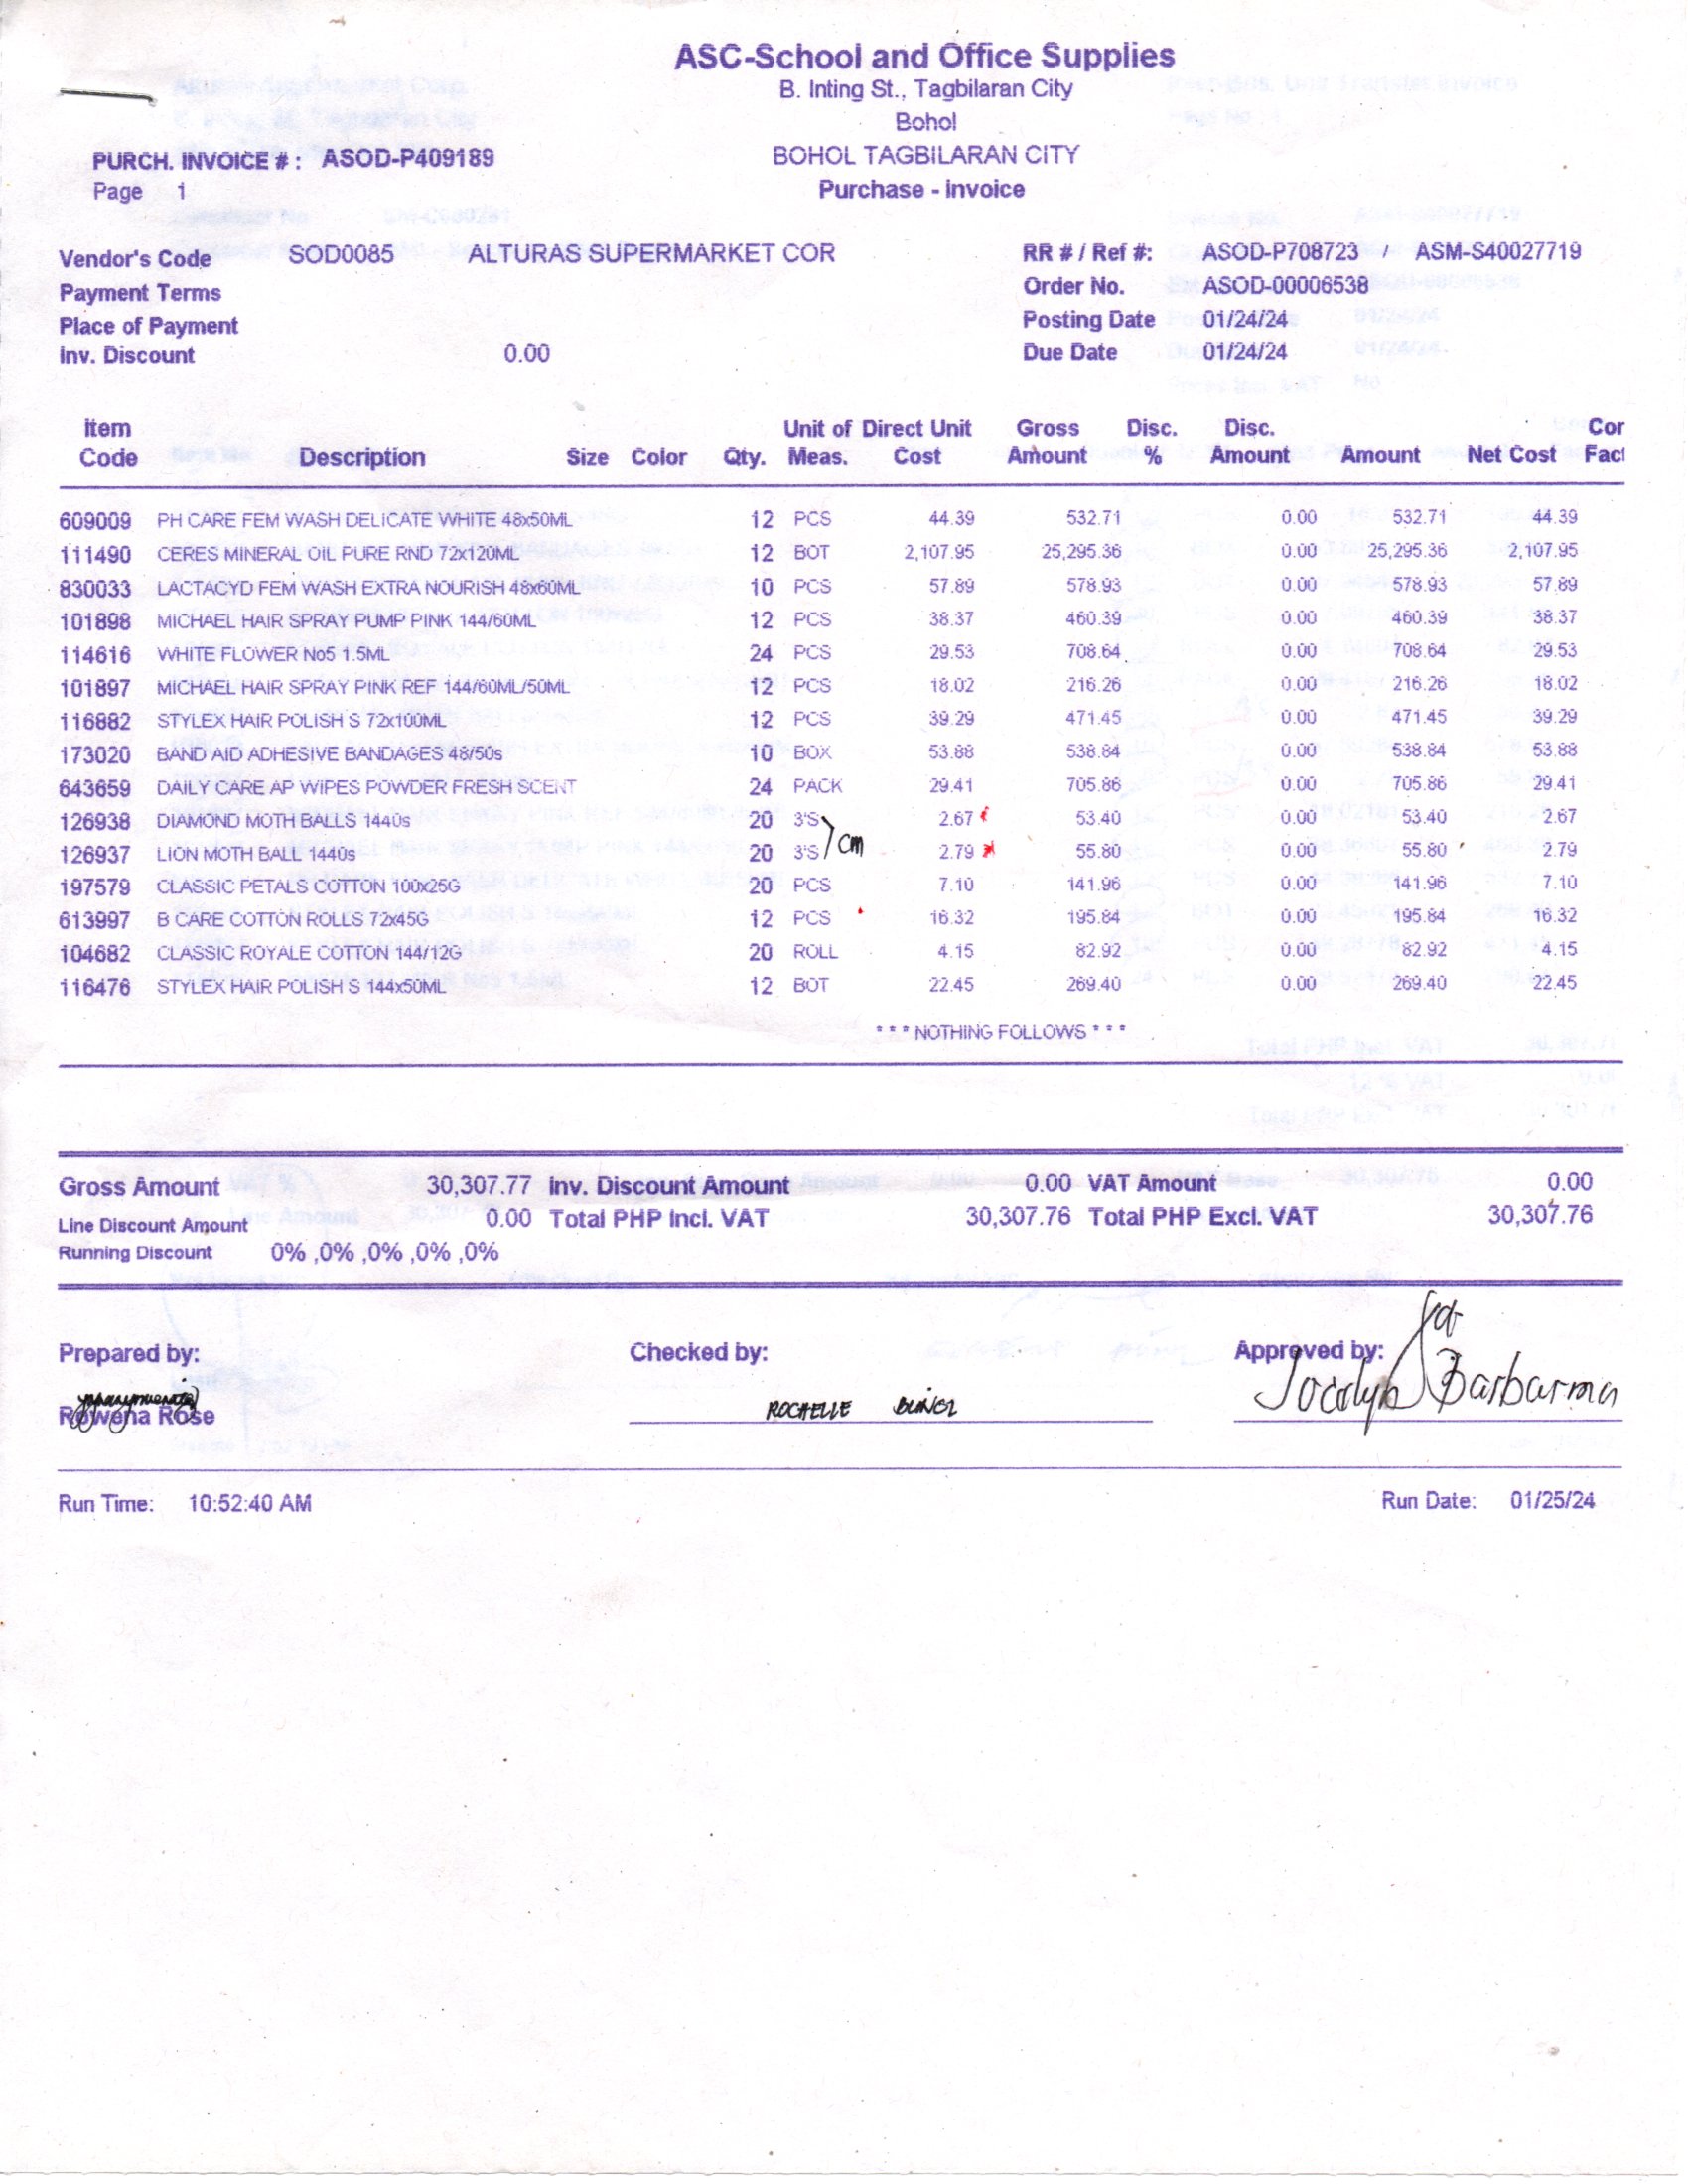 ASC-School and Office Supplies
B. Inting St., Tagbilaran City
Bohol
PURCH. INVOICE # : ASOD-P409189 BOHOL TAGBILARAN CITY
Page 1 Purchase - Invoice
Vendor's Code SOD0085 ALTURAS SUPERMARKET COR RR # / Ref #: ASOD-P708723 / ASM-S40027719
Payment Terms Order No. ASOD-00006538
Place of Payment Posting Date 01/24/24
Inv. Discount 0.00 Due Date 01/24/24
Item Unit of Direct Unit Gross Disc. Disc. Cor
Code Description Size Color Qty. Meas. Cost Amount % Amount Amount Net Cost Fact
609009 PH CARE FEM WASH DELICATE WHITE 48x50ML 12 PCS 44.39 532.71 0.00 532.71 44.39
111490 CERES MINERAL OIL PURE RND 72x120ML 12 BOT 2,107.95 25,295.36 0.00 25,295.36 2,107.95
830033 LACTACYD FEM WASH EXTRA NOURISH 48x60ML 10 PCS 57.89 578.93 0.00 578.93 57.89
101898 MICHAEL HAIR SPRAY PUMP PINK 144/60ML 12 PCS 38.37 460.39 0.00 460.39 38.37
114616 WHITE FLOWER No5 1.5ML 24 PCS 29.53 708.64 0.00 708.64 29.53
101897 MICHAEL HAIR SPRAY PINK REF 144/60ML/50ML 12 PCS 18.02 216.26 0.00 216.26 18.02
116882 STYLEX HAIR POLISH S 72x100ML 12 PCS 39.29 471.45 0.00 471.45 39.29
173020 BAND AID ADHESIVE BANDAGES 48/50s 10 BOX 53.88 538.84 0.00 538.84 53.88
643659 DAILY CARE AP WIPES POWDER FRESH SCENT 24 PACK 29.41 705.86 0.00 705.86 29.41
126938 DIAMOND MOTH BALLS 1440s 20 3'S 2.67 53.40 0.00 53.40 2.67
126937 LION MOTH BALL 1440s 20 3'S cm 2.79 55.80 0.00 55.80 2.79
197579 CLASSIC PETALS COTTON 100x25G 20 PCS 7.10 141.96 0.00 141.96 7.10
613997 B CARE COTTON ROLLS 72x45G 12 PCS 16.32 195.84 0.00 195.84 16.32
104682 CLASSIC ROYALE COTTON 144/12G 20 ROLL 4.15 82.92 0.00 82.92 4.15
116476 STYLEX HAIR POLISH S 144x50ML 12 BOT 22.45 269.40 0.00 269.40 22.45
* * * NOTHING FOLLOWS * * *
Gross Amount 30,307.77 Inv. Discount Amount 0.00 VAT Amount 0.00
Line Discount Amount 0.00 Total PHP Incl. VAT 30,307.76 Total PHP Excl. VAT 30,307.76
Running Discount 0% ,0% ,0% ,0% ,0%
Prepared by: Checked by: Approved by:
Rowena Rose ROCHELLE Jocelyn Barbarma
Run Time: 10:52:40 AM Run Date: 01/25/24